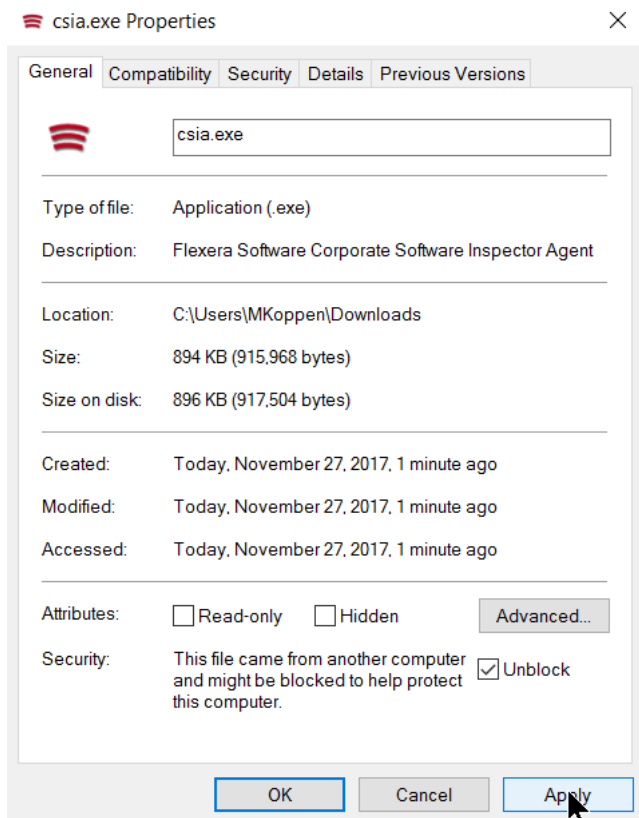 csia.exe Properties
General Compatibility Security Details Previous Versions
csia.exe
Type of file: Application (.exe)
Description: Flexera Software Corporate Software Inspector Agent
Location: C:\Users\MKoppen\Downloads
Size: 894 KB (915,968 bytes)
Size on disk: 896 KB (917,504 bytes)
Created: Today, November 27, 2017, 1 minute ago
Modified: Today, November 27, 2017, 1 minute ago
Accessed: Today, November 27, 2017, 1 minute ago
Attributes: Read-only Hidden Advanced...
Security: This file came from another computer
and might be blocked to help protect Unblock
this computer.
OK Cancel Apply